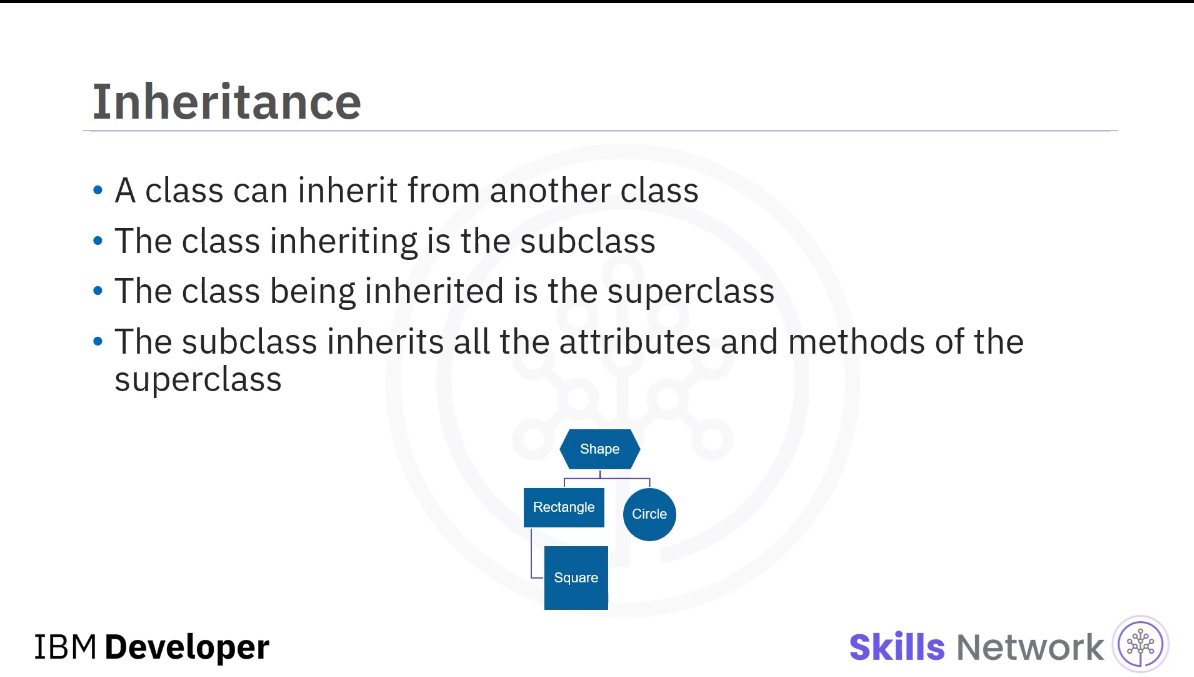 Inheritance
• A class can inherit from another class
• The class inheriting is the subclass
• The class being inherited is the superclass
• The subclass inherits all the attributes and methods of the
superclass
Shape
Rectangle
Circle
Square
IBM Developer
Skills Network